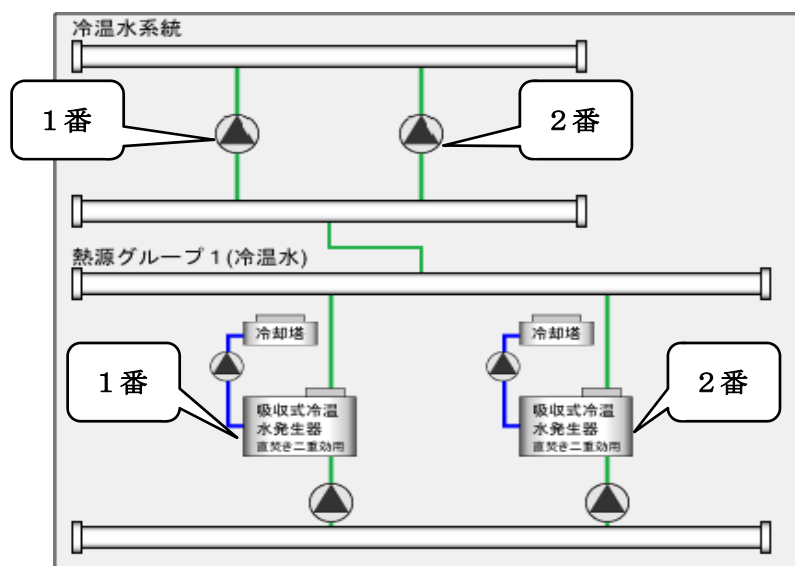 冷温水系統
1番
2番
熱源グループ1(冷温水)
冷却塔
冷却塔
1番
2番
吸収式冷温
水発生器
直焚き二重効用
吸収式冷温
水発生器
直焚き二重効用